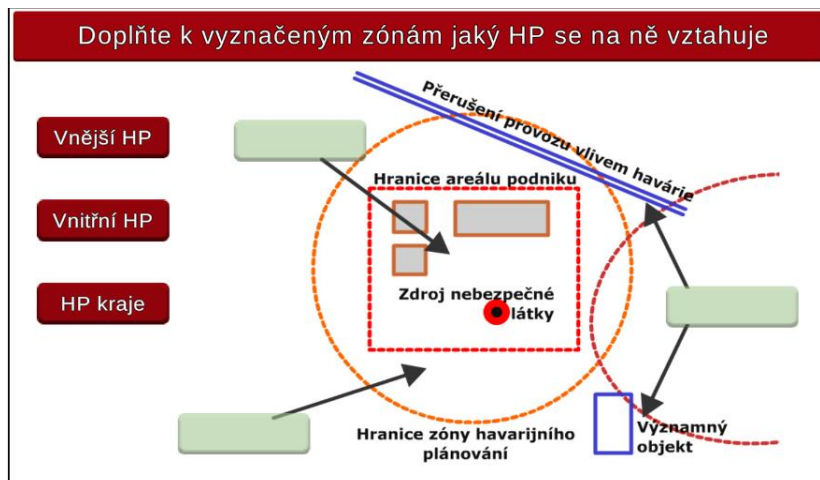 Doplňte k vyznačeným zónám jaký HP se na ně vztahuje
Vnější HP
Vnitřní HP
HP kraje
Přerušení provozu vlivem havárie
Hranice areálu podniku
Zdroj nebezpečné
látky
Hranice zóny havarijního
plánování
Významný
objekt